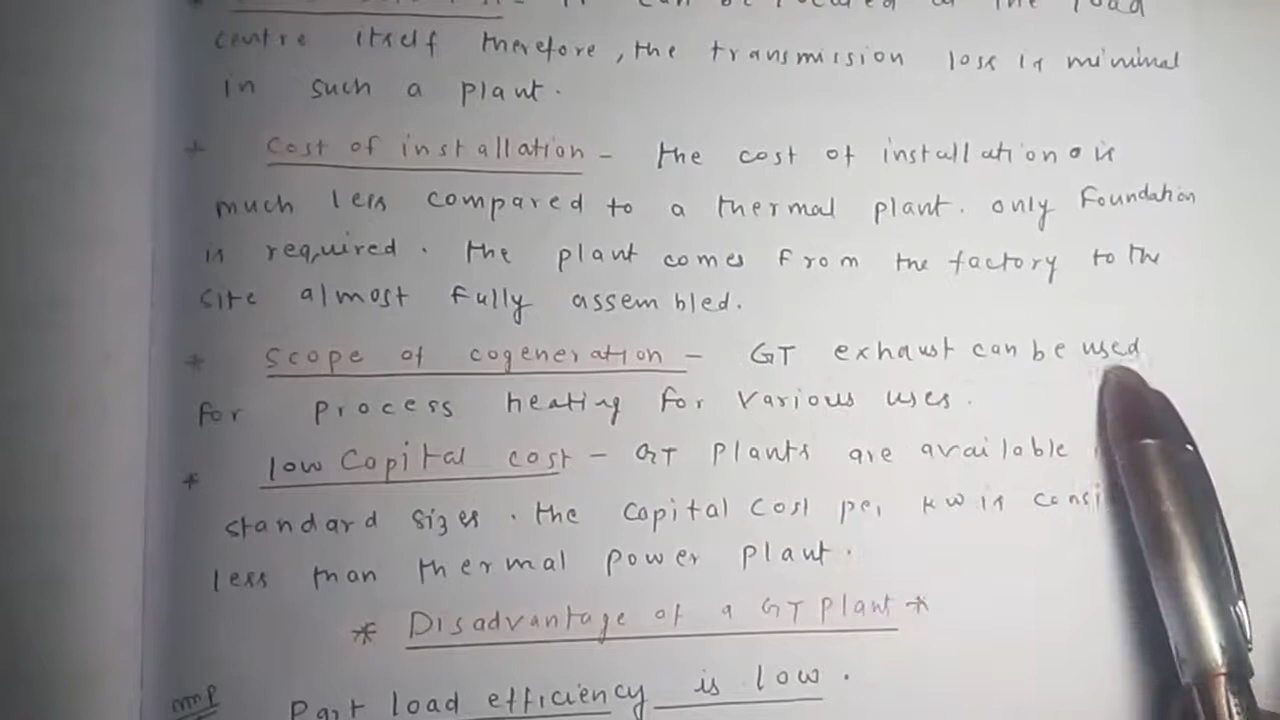 the load
centre itself therefore, the transmission loss is minimal
in such a plant.
* Cost of installation - the cost of installation is
much less compared to a thermal plant. only Foundation
is required. the plant comes from the factory to the
site almost fully assembled.
* Scope of cogeneration - GT exhaust can be used
for process heating for various uses.
* low Capital cost - GT plants are available
standard sizes. the capital cost per kW is
less than thermal power plant.
* Disadvantage of a GT plant *
Imp Part load efficiency is low.